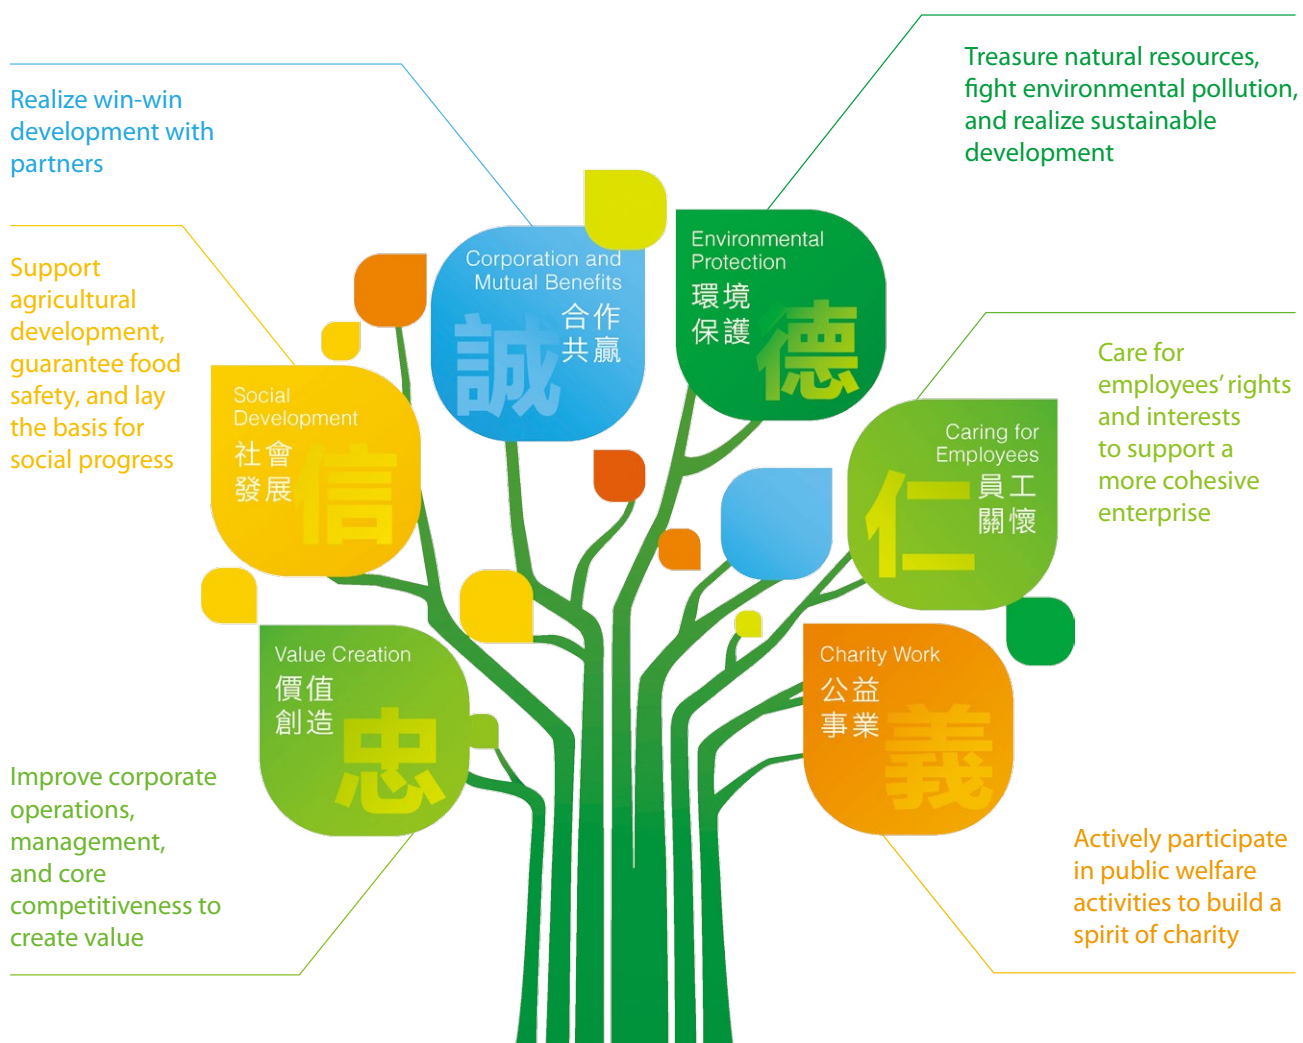 Realize win-win
development with
partners
Treasure natural resources,
fight environmental pollution,
and realize sustainable
development
Support
agricultural
development,
guarantee food
safety, and lay
the basis for
social progress
Corporation and
Mutual Benefits
合作
共贏
誠
Environmental
Protection
環境
保護
德
Care for
employees’ rights
and interests
to support a
more cohesive
enterprise
Social
Development
社會
發展
信
Caring for
Employees
員工
關懷
仁
Value Creation
價值
創造
忠
Charity Work
公益
事業
義
Improve corporate
operations,
management,
and core
competitiveness to
create value
Actively participate
in public welfare
activities to build a
spirit of charity